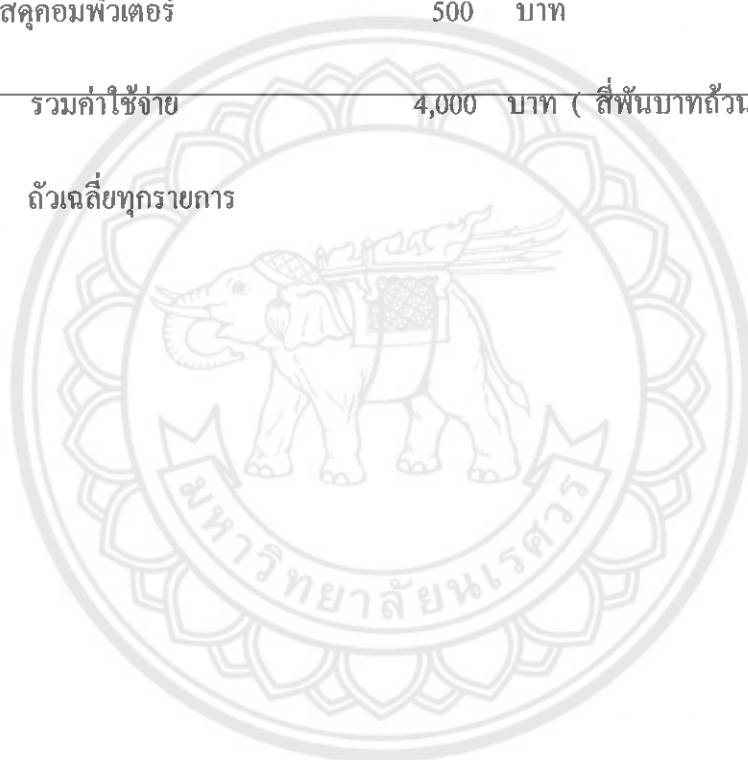 สดุคอมพิวเตอร์ 500 บาท
รวมค่าใช้จ่าย 4,000 บาท ( สี่พันบาทถ้วน
ถัวเฉลี่ยทุกรายการ
มหาวิทยาลัยนเรศวร